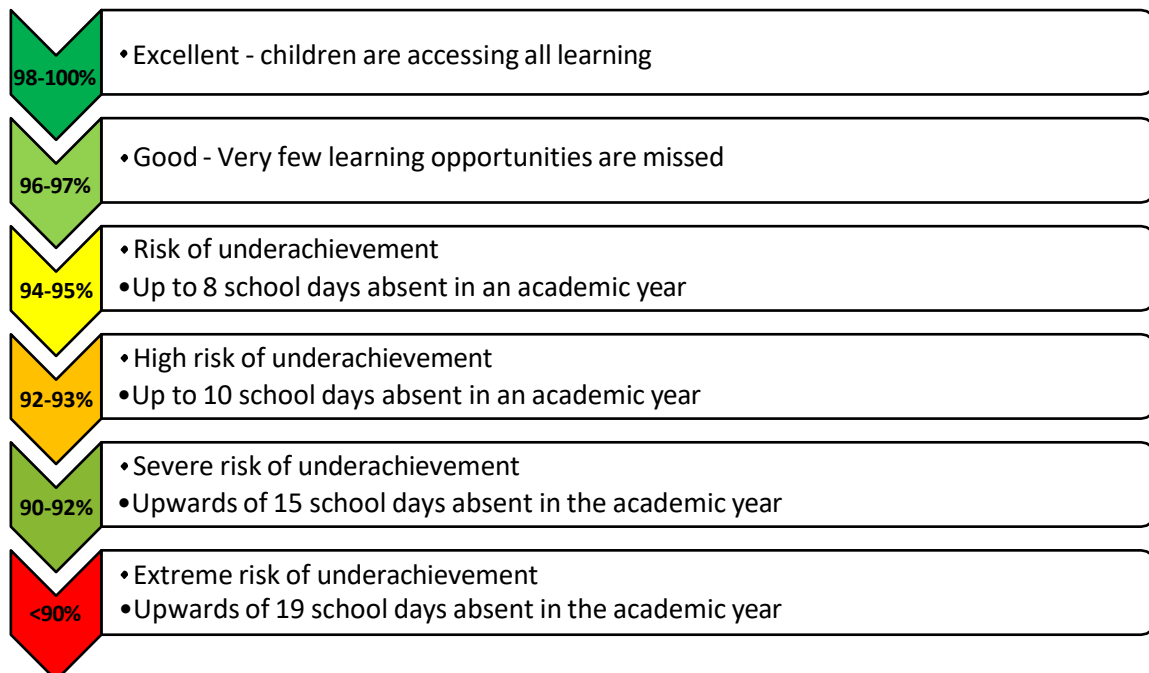 98-100%
• Excellent - children are accessing all learning
96-97%
• Good - Very few learning opportunities are missed
94-95%
• Risk of underachievement
• Up to 8 school days absent in an academic year
92-93%
• High risk of underachievement
• Up to 10 school days absent in an academic year
90-92%
• Severe risk of underachievement
• Upwards of 15 school days absent in the academic year
<90%
• Extreme risk of underachievement
• Upwards of 19 school days absent in the academic year